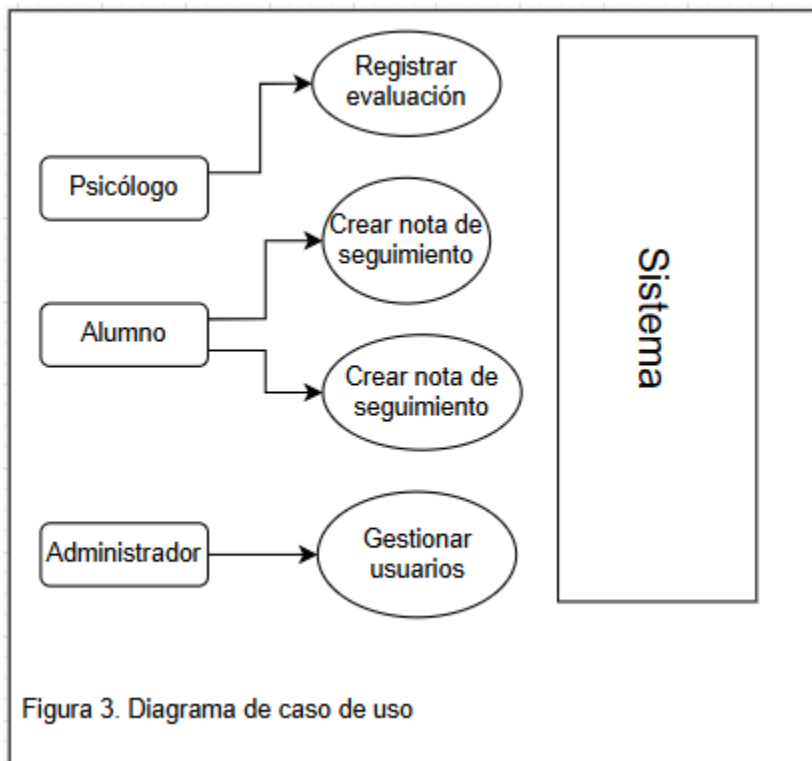 Registrar
evaluación
Psicólogo
Crear nota de
seguimiento
Alumno
Crear nota de
seguimiento
Administrador
Gestionar
usuarios
Sistema
Figura 3. Diagrama de caso de uso